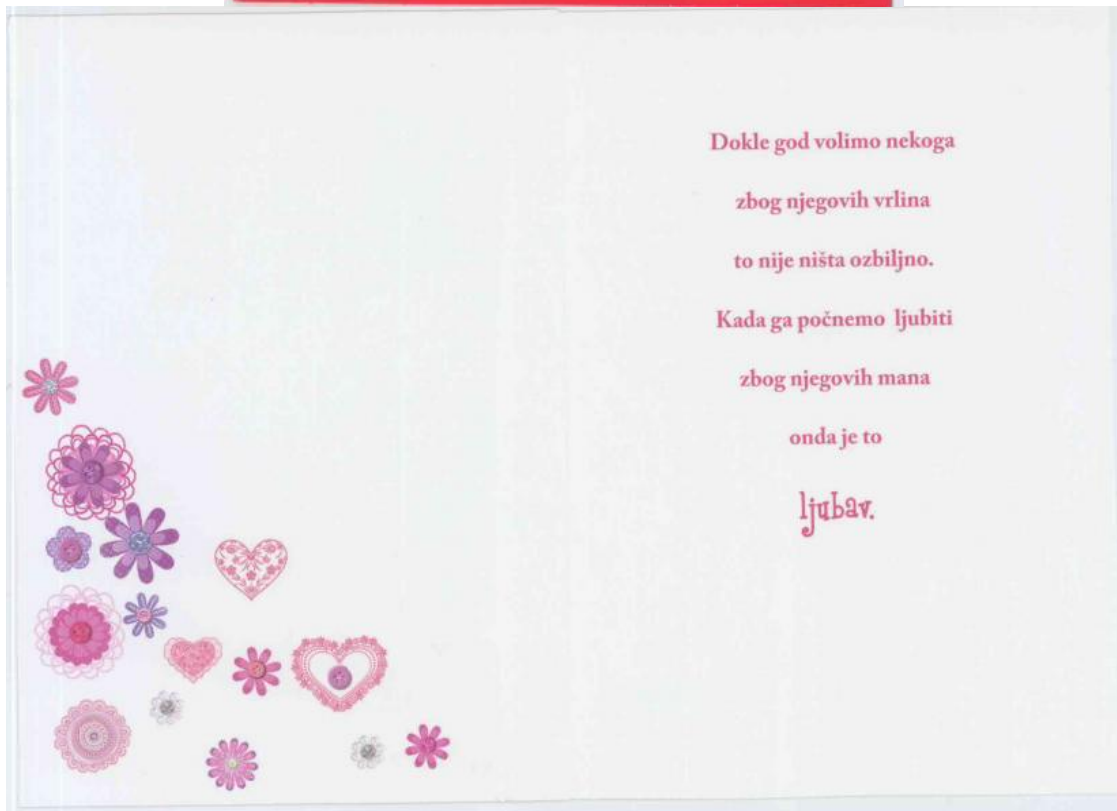 Dokle god volimo nekoga
zbog njegovih vrlina
to nije ništa ozbiljno.
Kada ga počnemo ljubiti
zbog njegovih mana
onda je to
ljubav.